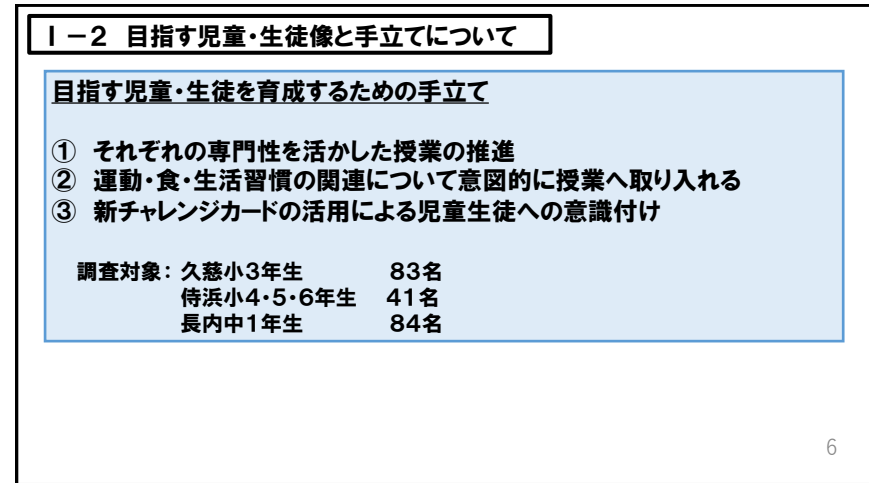 Ⅰ－２ 目指す児童・生徒像と手立てについて
目指す児童・生徒を育成するための手立て
① それぞれの専門性を活かした授業の推進
② 運動・食・生活習慣の関連について意図的に授業へ取り入れる
③ 新チャレンジカードの活用による児童生徒への意識付け
調査対象：久慈小３年生 ８３名
侍浜小４・５・６年生 ４１名
長内中１年生 ８４名
6